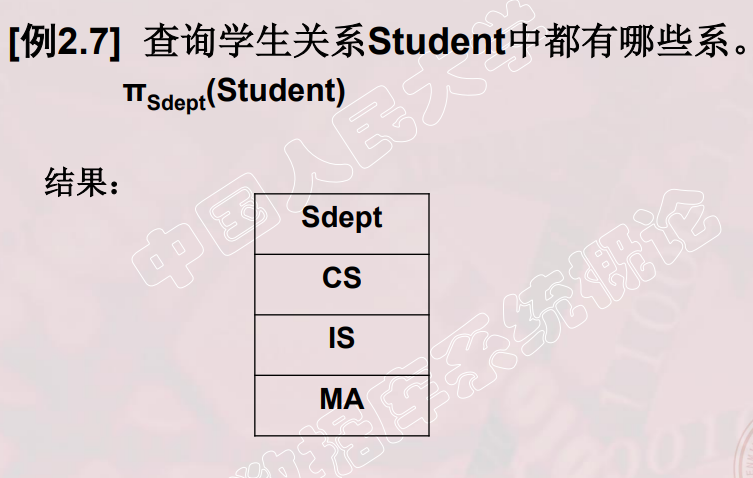 [例2.7] 查询学生关系Student中都有哪些系。
πSdept(Student)
结果：
Sdept
CS
IS
MA
中国人民大学
数据库系统概论